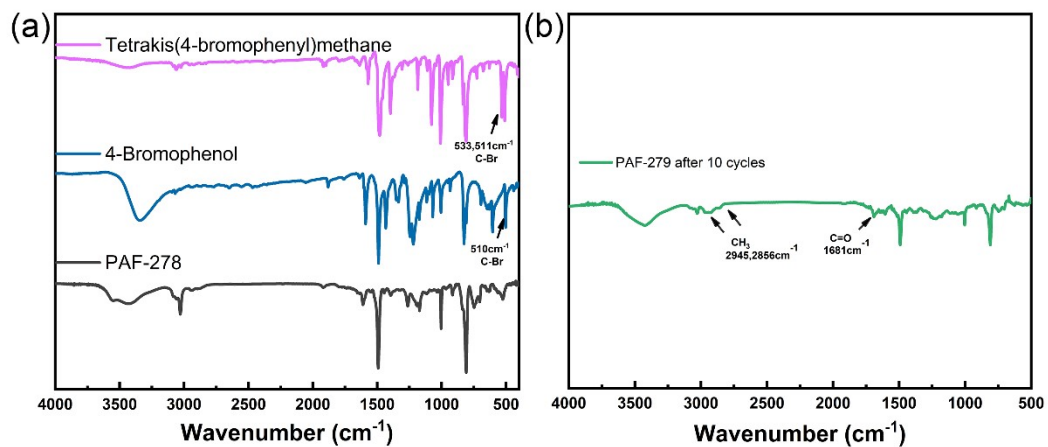 (a)
Tetrakis(4-bromophenyl)methane
533,511cm⁻¹
C-Br
4-Bromophenol
510cm⁻¹
C-Br
PAF-278
4000 3500 3000 2500 2000 1500 1000 500
Wavenumber (cm⁻¹)
(b)
PAF-279 after 10 cycles
CH₃
2945,2856cm⁻¹
C=O
1681cm⁻¹
4000 3500 3000 2500 2000 1500 1000 500
Wavenumber (cm⁻¹)